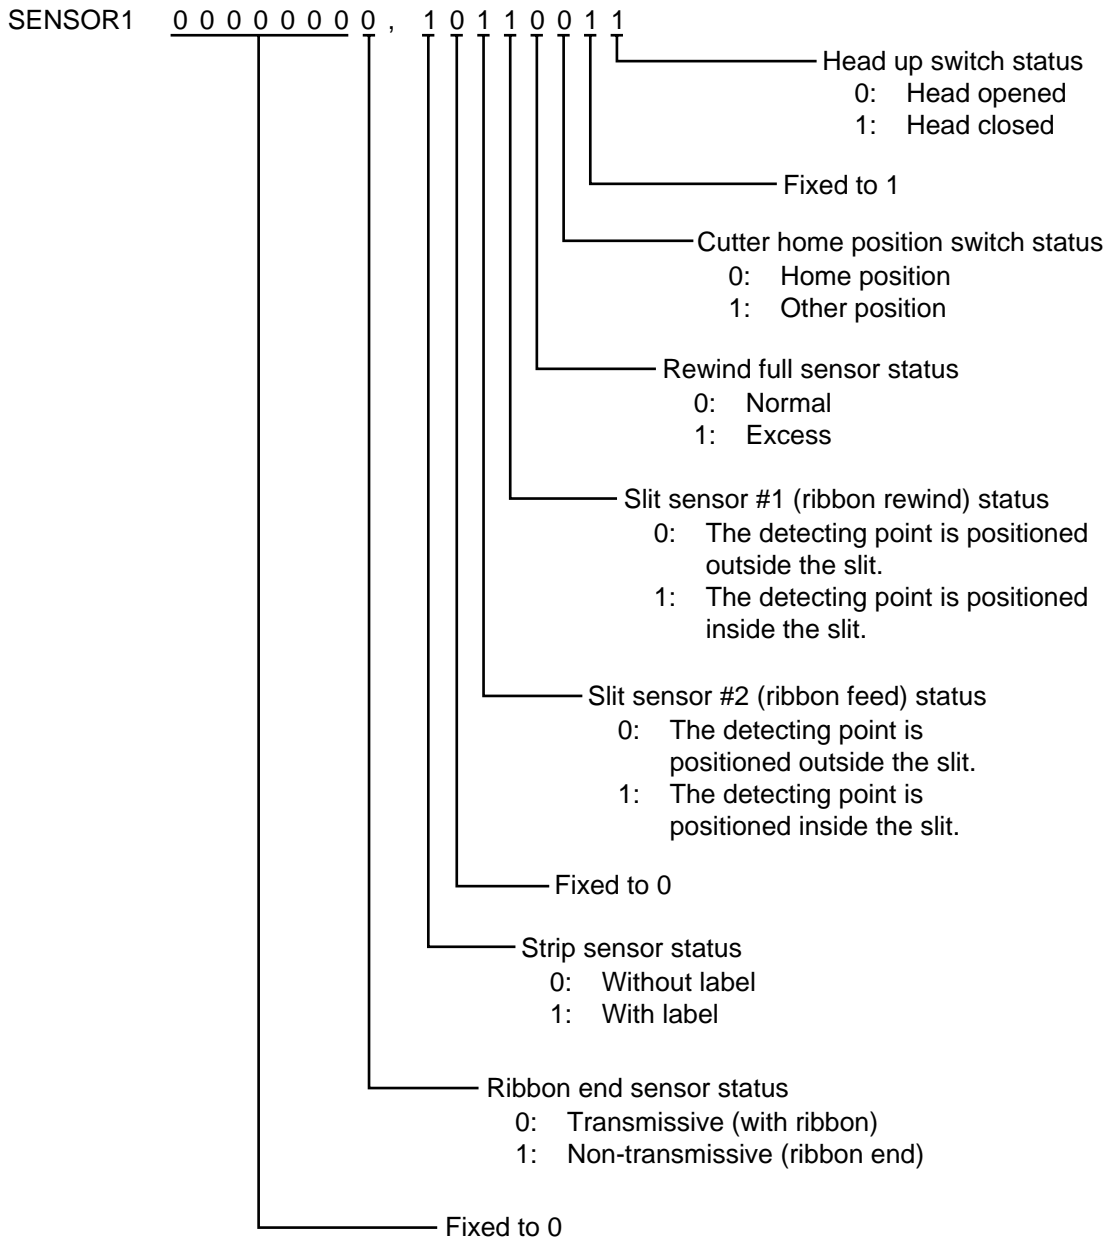 SENSOR1 0 0 0 0 0 0 0 0 , 1 0 1 1 0 0 1 1
Head up switch status
0: Head opened
1: Head closed
Fixed to 1
Cutter home position switch status
0: Home position
1: Other position
Rewind full sensor status
0: Normal
1: Excess
Slit sensor #1 (ribbon rewind) status
0: The detecting point is positioned
outside the slit.
1: The detecting point is positioned
inside the slit.
Slit sensor #2 (ribbon feed) status
0: The detecting point is
positioned outside the slit.
1: The detecting point is
positioned inside the slit.
Fixed to 0
Strip sensor status
0: Without label
1: With label
Ribbon end sensor status
0: Transmissive (with ribbon)
1: Non-transmissive (ribbon end)
Fixed to 0